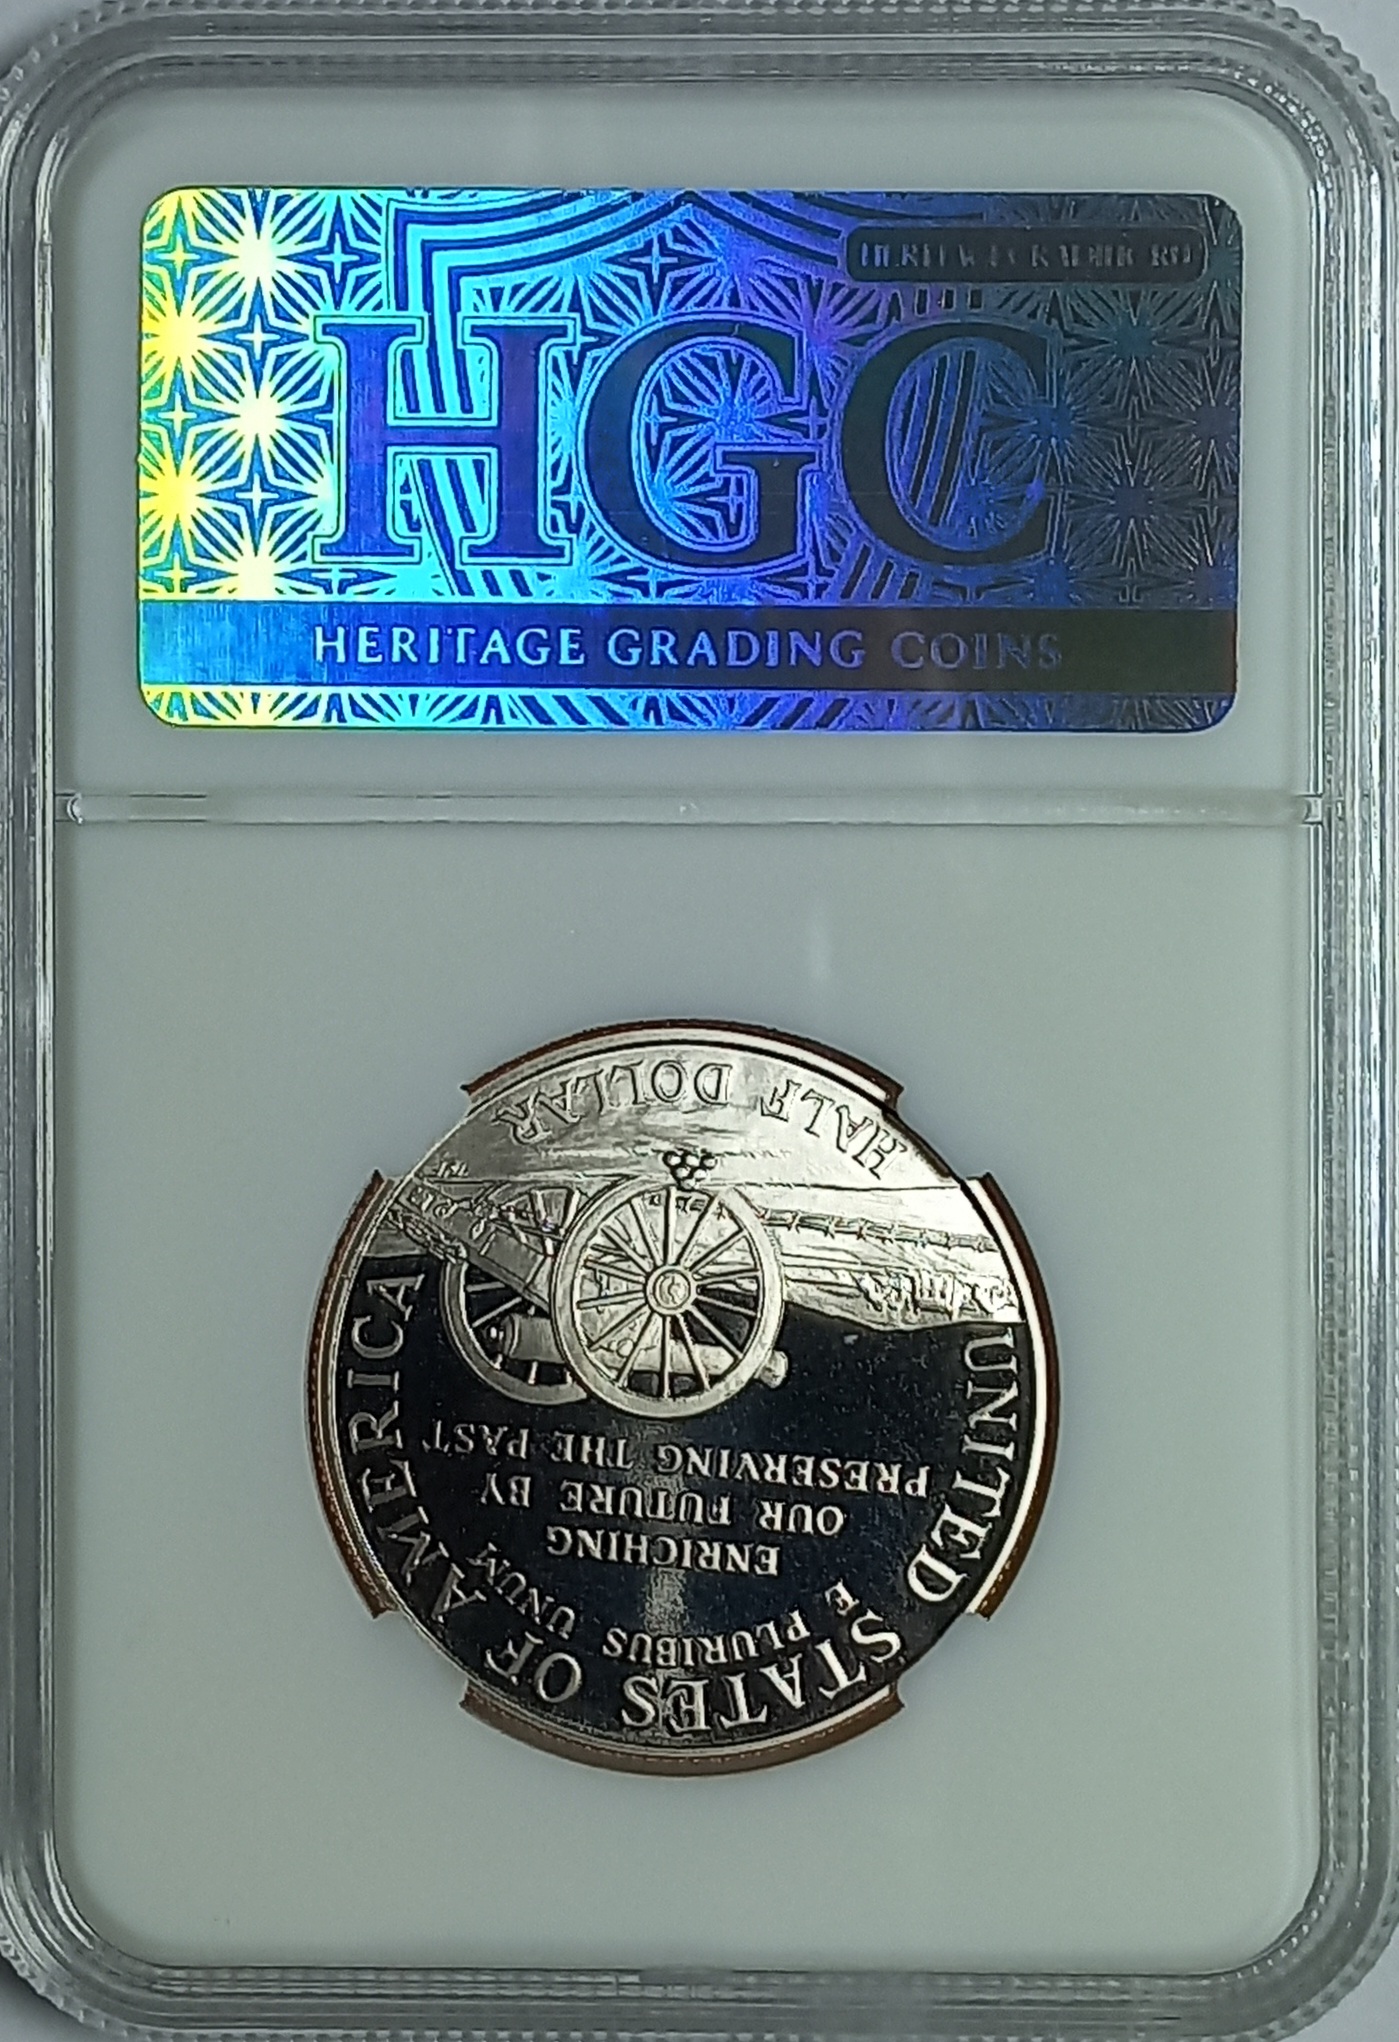 HGC
HERITAGE GRADING COINS
UNITED STATES OF AMERICA
E PLURIBUS UNUM
ENRICHING
OUR FUTURE BY
PRESERVING THE PAST
HALF DOLLAR